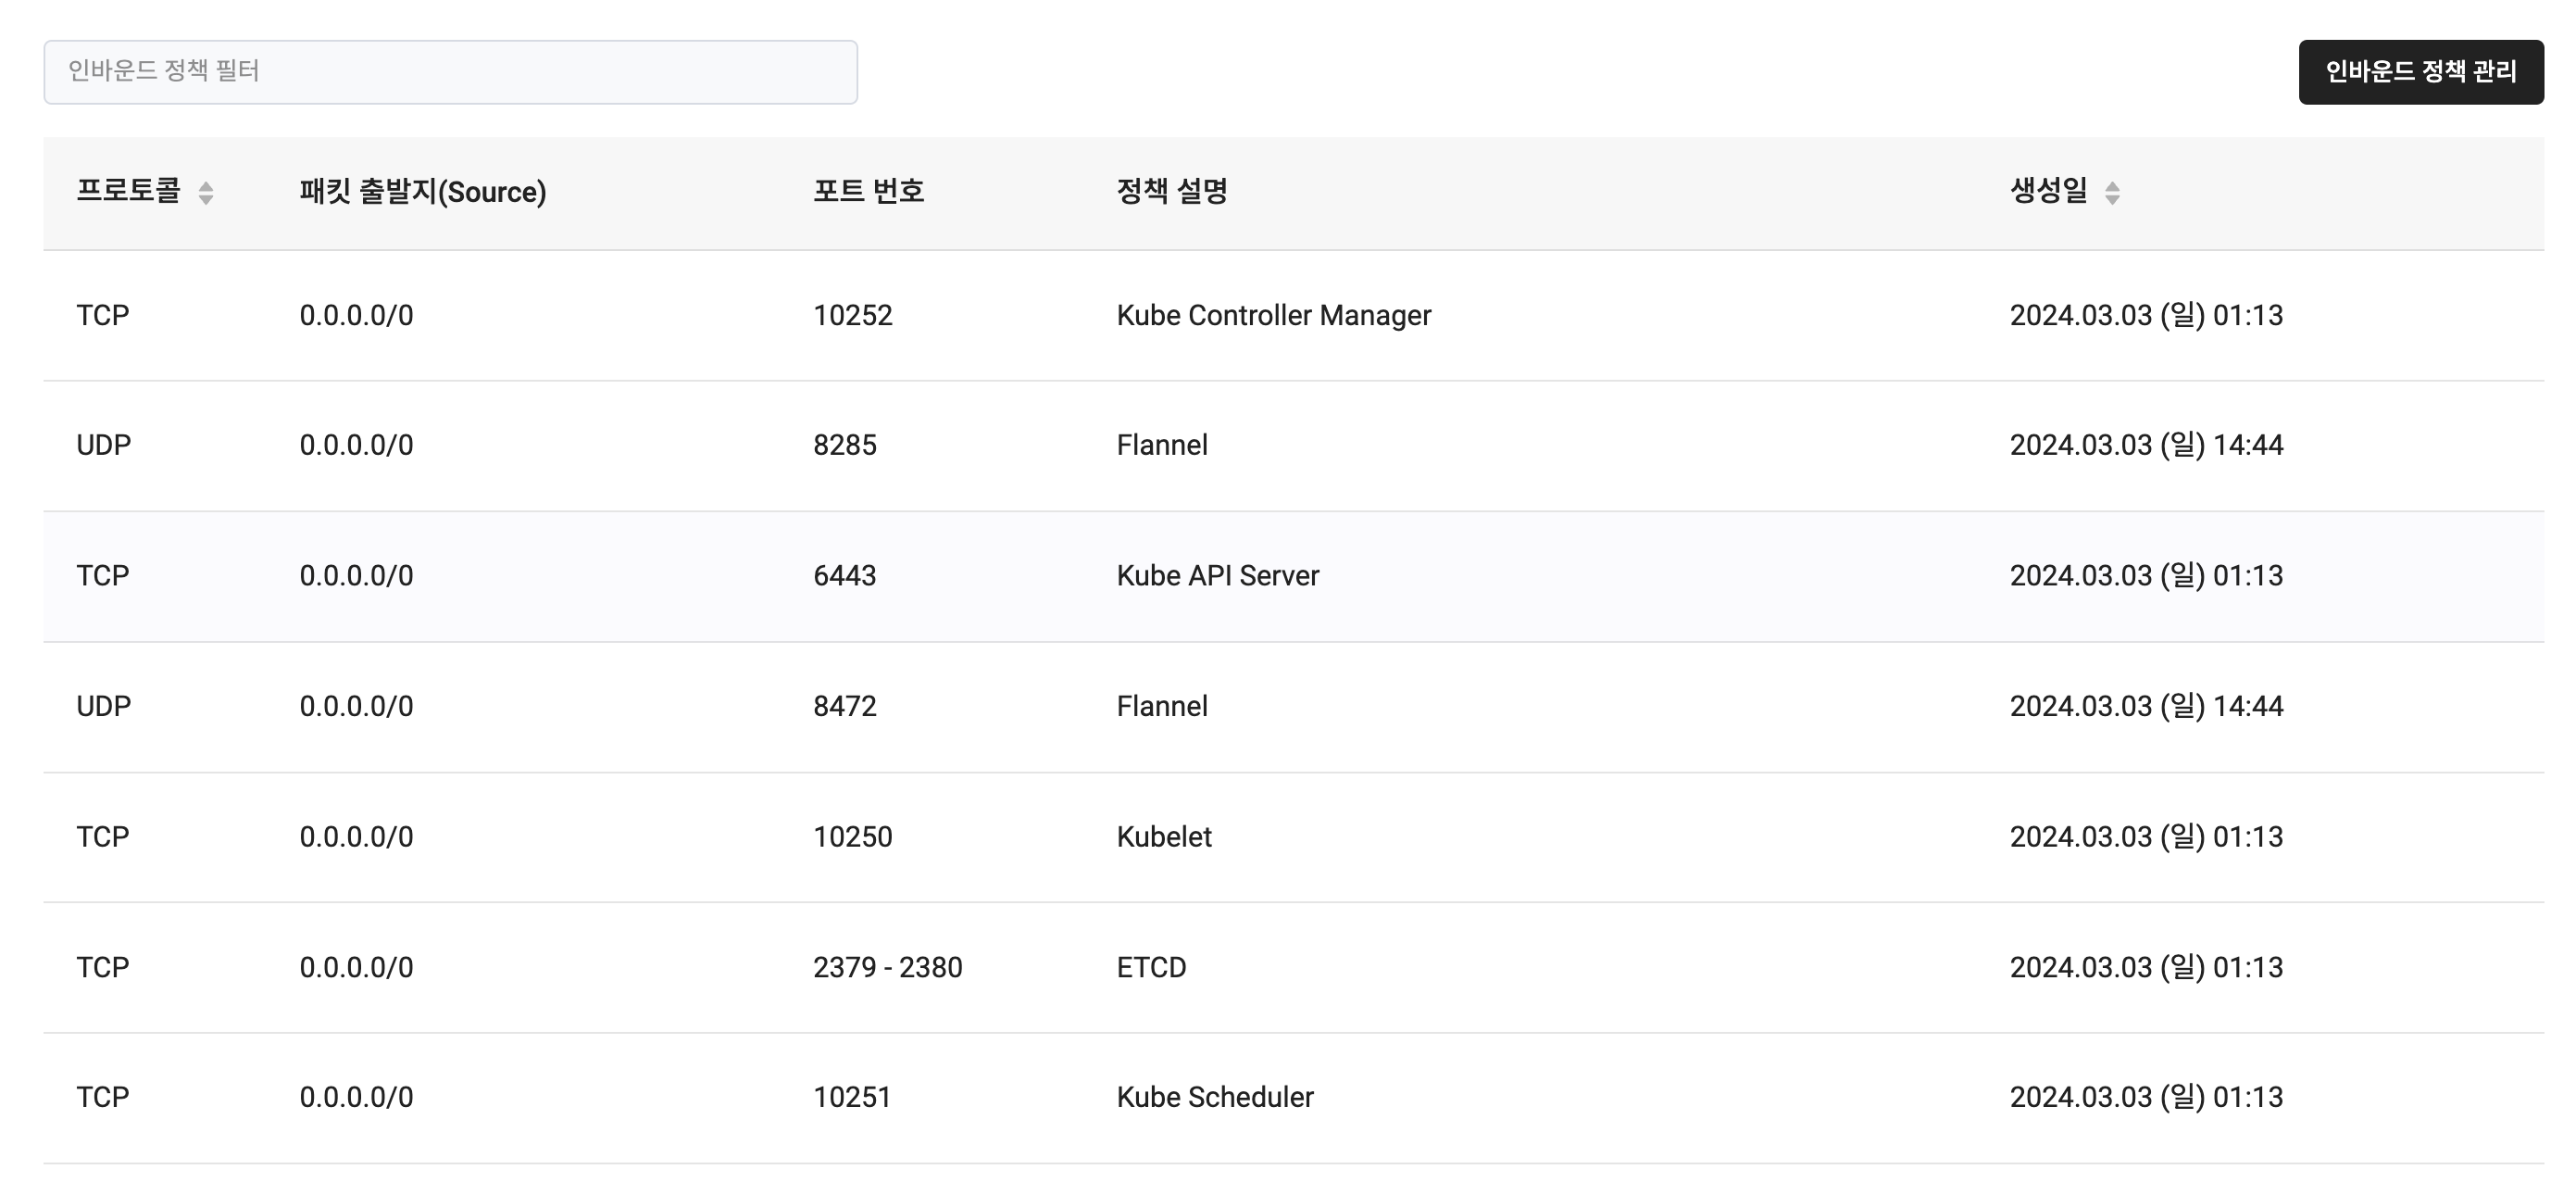 인바운드 정책 필터
인바운드 정책 관리
프로토콜 패킷 출발지(Source) 포트 번호 정책 설명 생성일
TCP 0.0.0.0/0 10252 Kube Controller Manager 2024.03.03 (일) 01:13
UDP 0.0.0.0/0 8285 Flannel 2024.03.03 (일) 14:44
TCP 0.0.0.0/0 6443 Kube API Server 2024.03.03 (일) 01:13
UDP 0.0.0.0/0 8472 Flannel 2024.03.03 (일) 14:44
TCP 0.0.0.0/0 10250 Kubelet 2024.03.03 (일) 01:13
TCP 0.0.0.0/0 2379 - 2380 ETCD 2024.03.03 (일) 01:13
TCP 0.0.0.0/0 10251 Kube Scheduler 2024.03.03 (일) 01:13